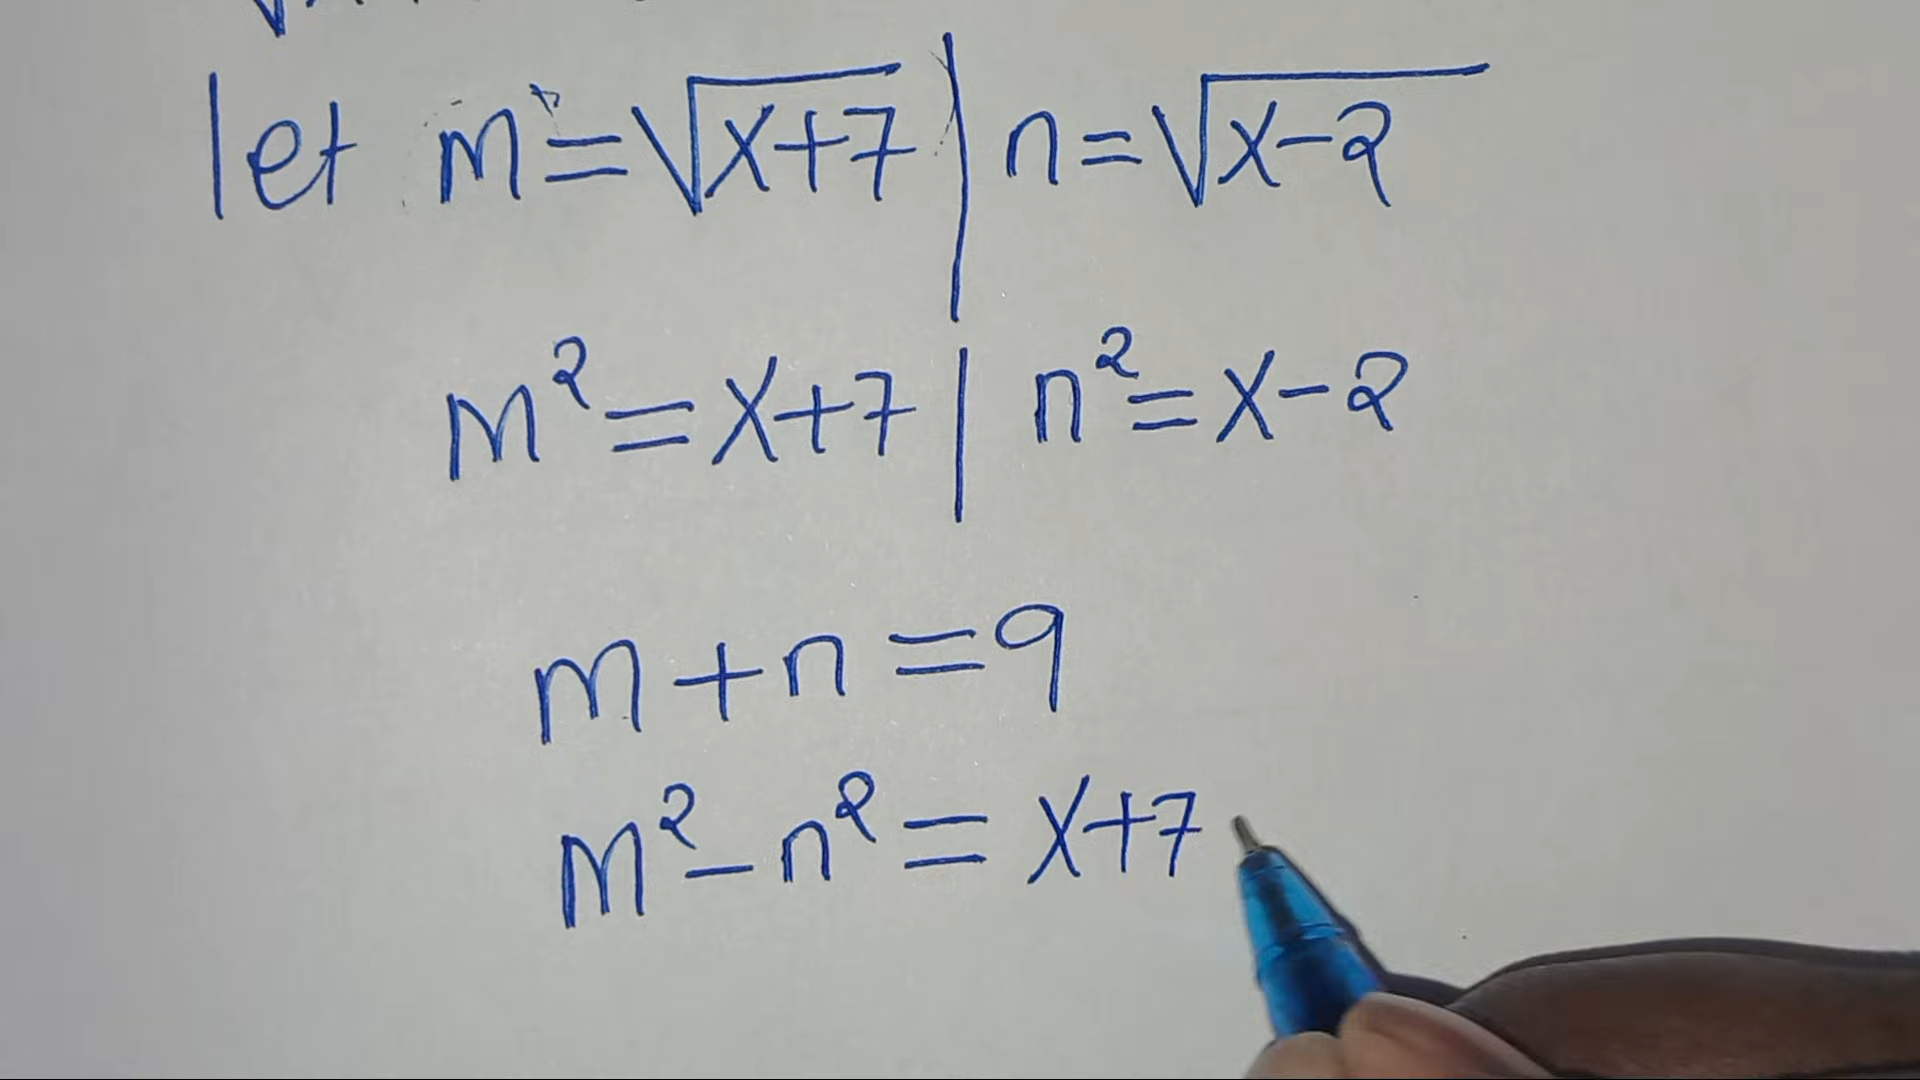 let m=√x+7 | n=√x-2
m²=x+7 | n²=x-2
m+n=9
m²-n²=x+7